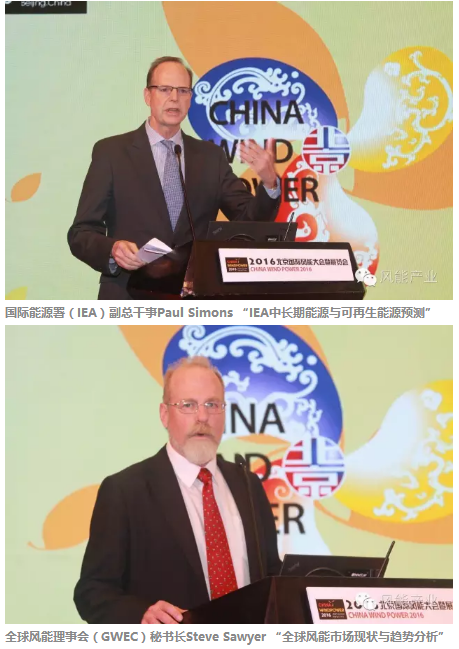 Beijing.China
CHINA
WIND
POWER
北京
2016北京国际风能大会暨展览会
CHINA WIND POWER 2016
风能产业
国际能源署（IEA）副总干事Paul Simons “IEA中长期能源与可再生能源预测”
CHINA
WIND
POWER
北京
2016北京国际风能大会暨展览会
CHINA WIND POWER 2016
风能产业
全球风能理事会（GWEC）秘书长Steve Sawyer “全球风能市场现状与趋势分析”